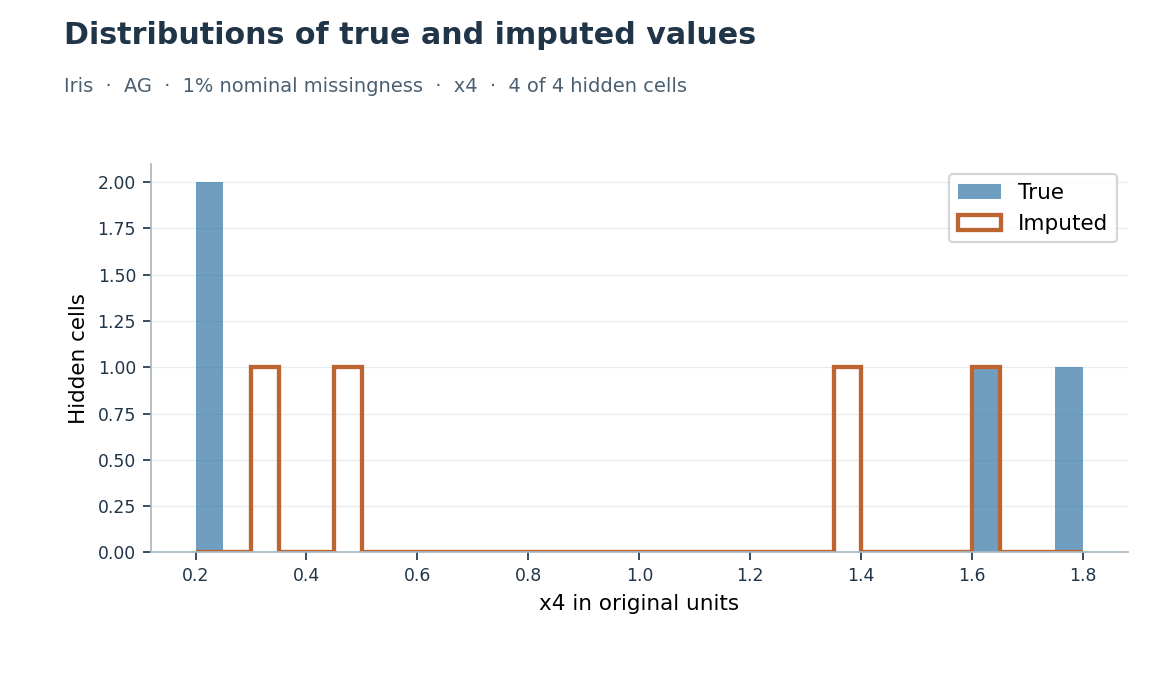 Distributions of true and imputed values
Iris · AG · 1% nominal missingness · x4 · 4 of 4 hidden cells
True
Imputed
Hidden cells
2.00
1.75
1.50
1.25
1.00
0.75
0.50
0.25
0.00
0.2 0.4 0.6 0.8 1.0 1.2 1.4 1.6 1.8
x4 in original units